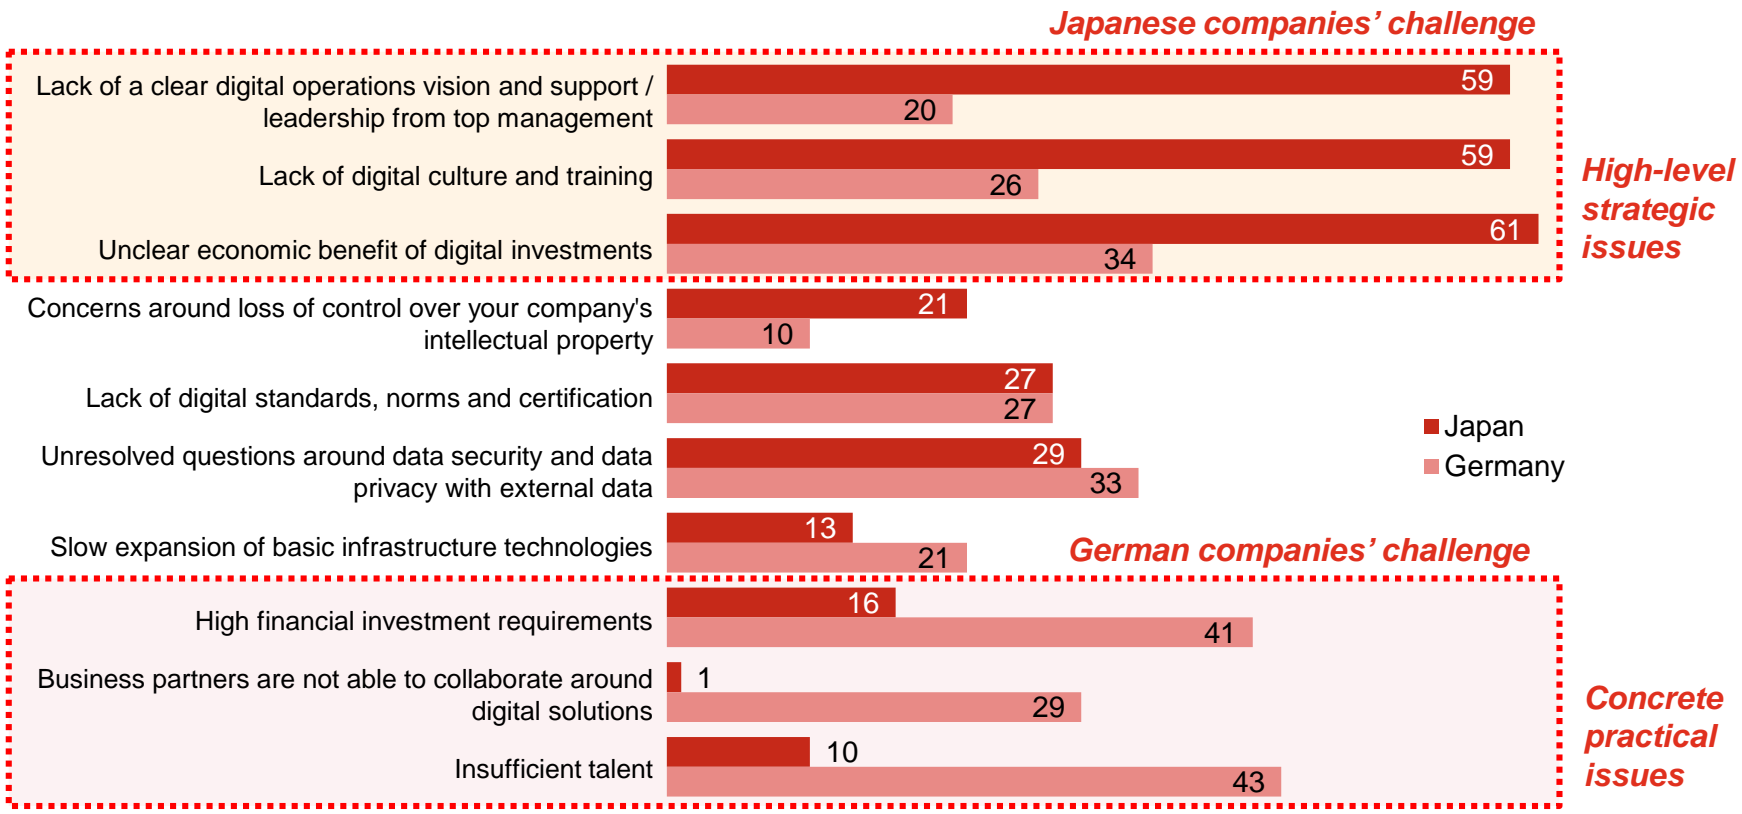 Japanese companies’ challenge
Lack of a clear digital operations vision and support /
leadership from top management
59
20
Lack of digital culture and training
59
26
Unclear economic benefit of digital investments
61
34
High-level
strategic
issues
Concerns around loss of control over your company's
intellectual property
21
10
Lack of digital standards, norms and certification
27
27
Unresolved questions around data security and data
privacy with external data
29
33
Japan
Germany
Slow expansion of basic infrastructure technologies
13
21
German companies’ challenge
High financial investment requirements
16
41
Business partners are not able to collaborate around
digital solutions
1
29
Insufficient talent
10
43
Concrete
practical
issues